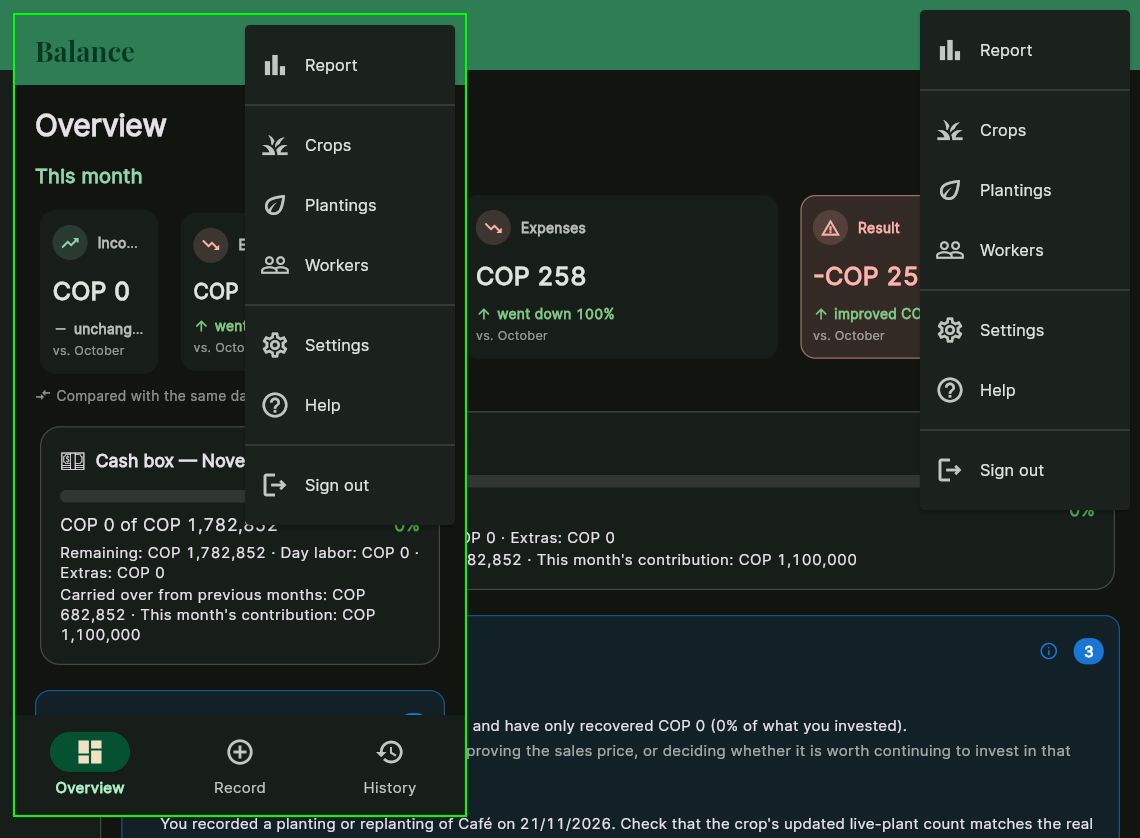 Balance
Overview
This month
Inco...
COP 0
unchang...
vs. October
COP
went
vs. Octo
Compared with the same da
Cash box — Nove
COP 0 of COP 1,782,852
0%
Remaining: COP 1,782,852 · Day labor: COP 0 ·
Extras: COP 0
Carried over from previous months: COP
682,852 · This month's contribution: COP
1,100,000
Overview
Record
History
Report
Crops
Plantings
Workers
Settings
Help
Sign out
Expenses
COP 258
went down 100%
vs. October
Result
-COP 25
improved CO
vs. October
0%
P 0 · Extras: COP 0
82,852 · This month's contribution: COP 1,100,000
3
and have only recovered COP 0 (0% of what you invested).
proving the sales price, or deciding whether it is worth continuing to invest in that
You recorded a planting or replanting of Café on 21/11/2026. Check that the crop's updated live-plant count matches the real
Report
Crops
Plantings
Workers
Settings
Help
Sign out